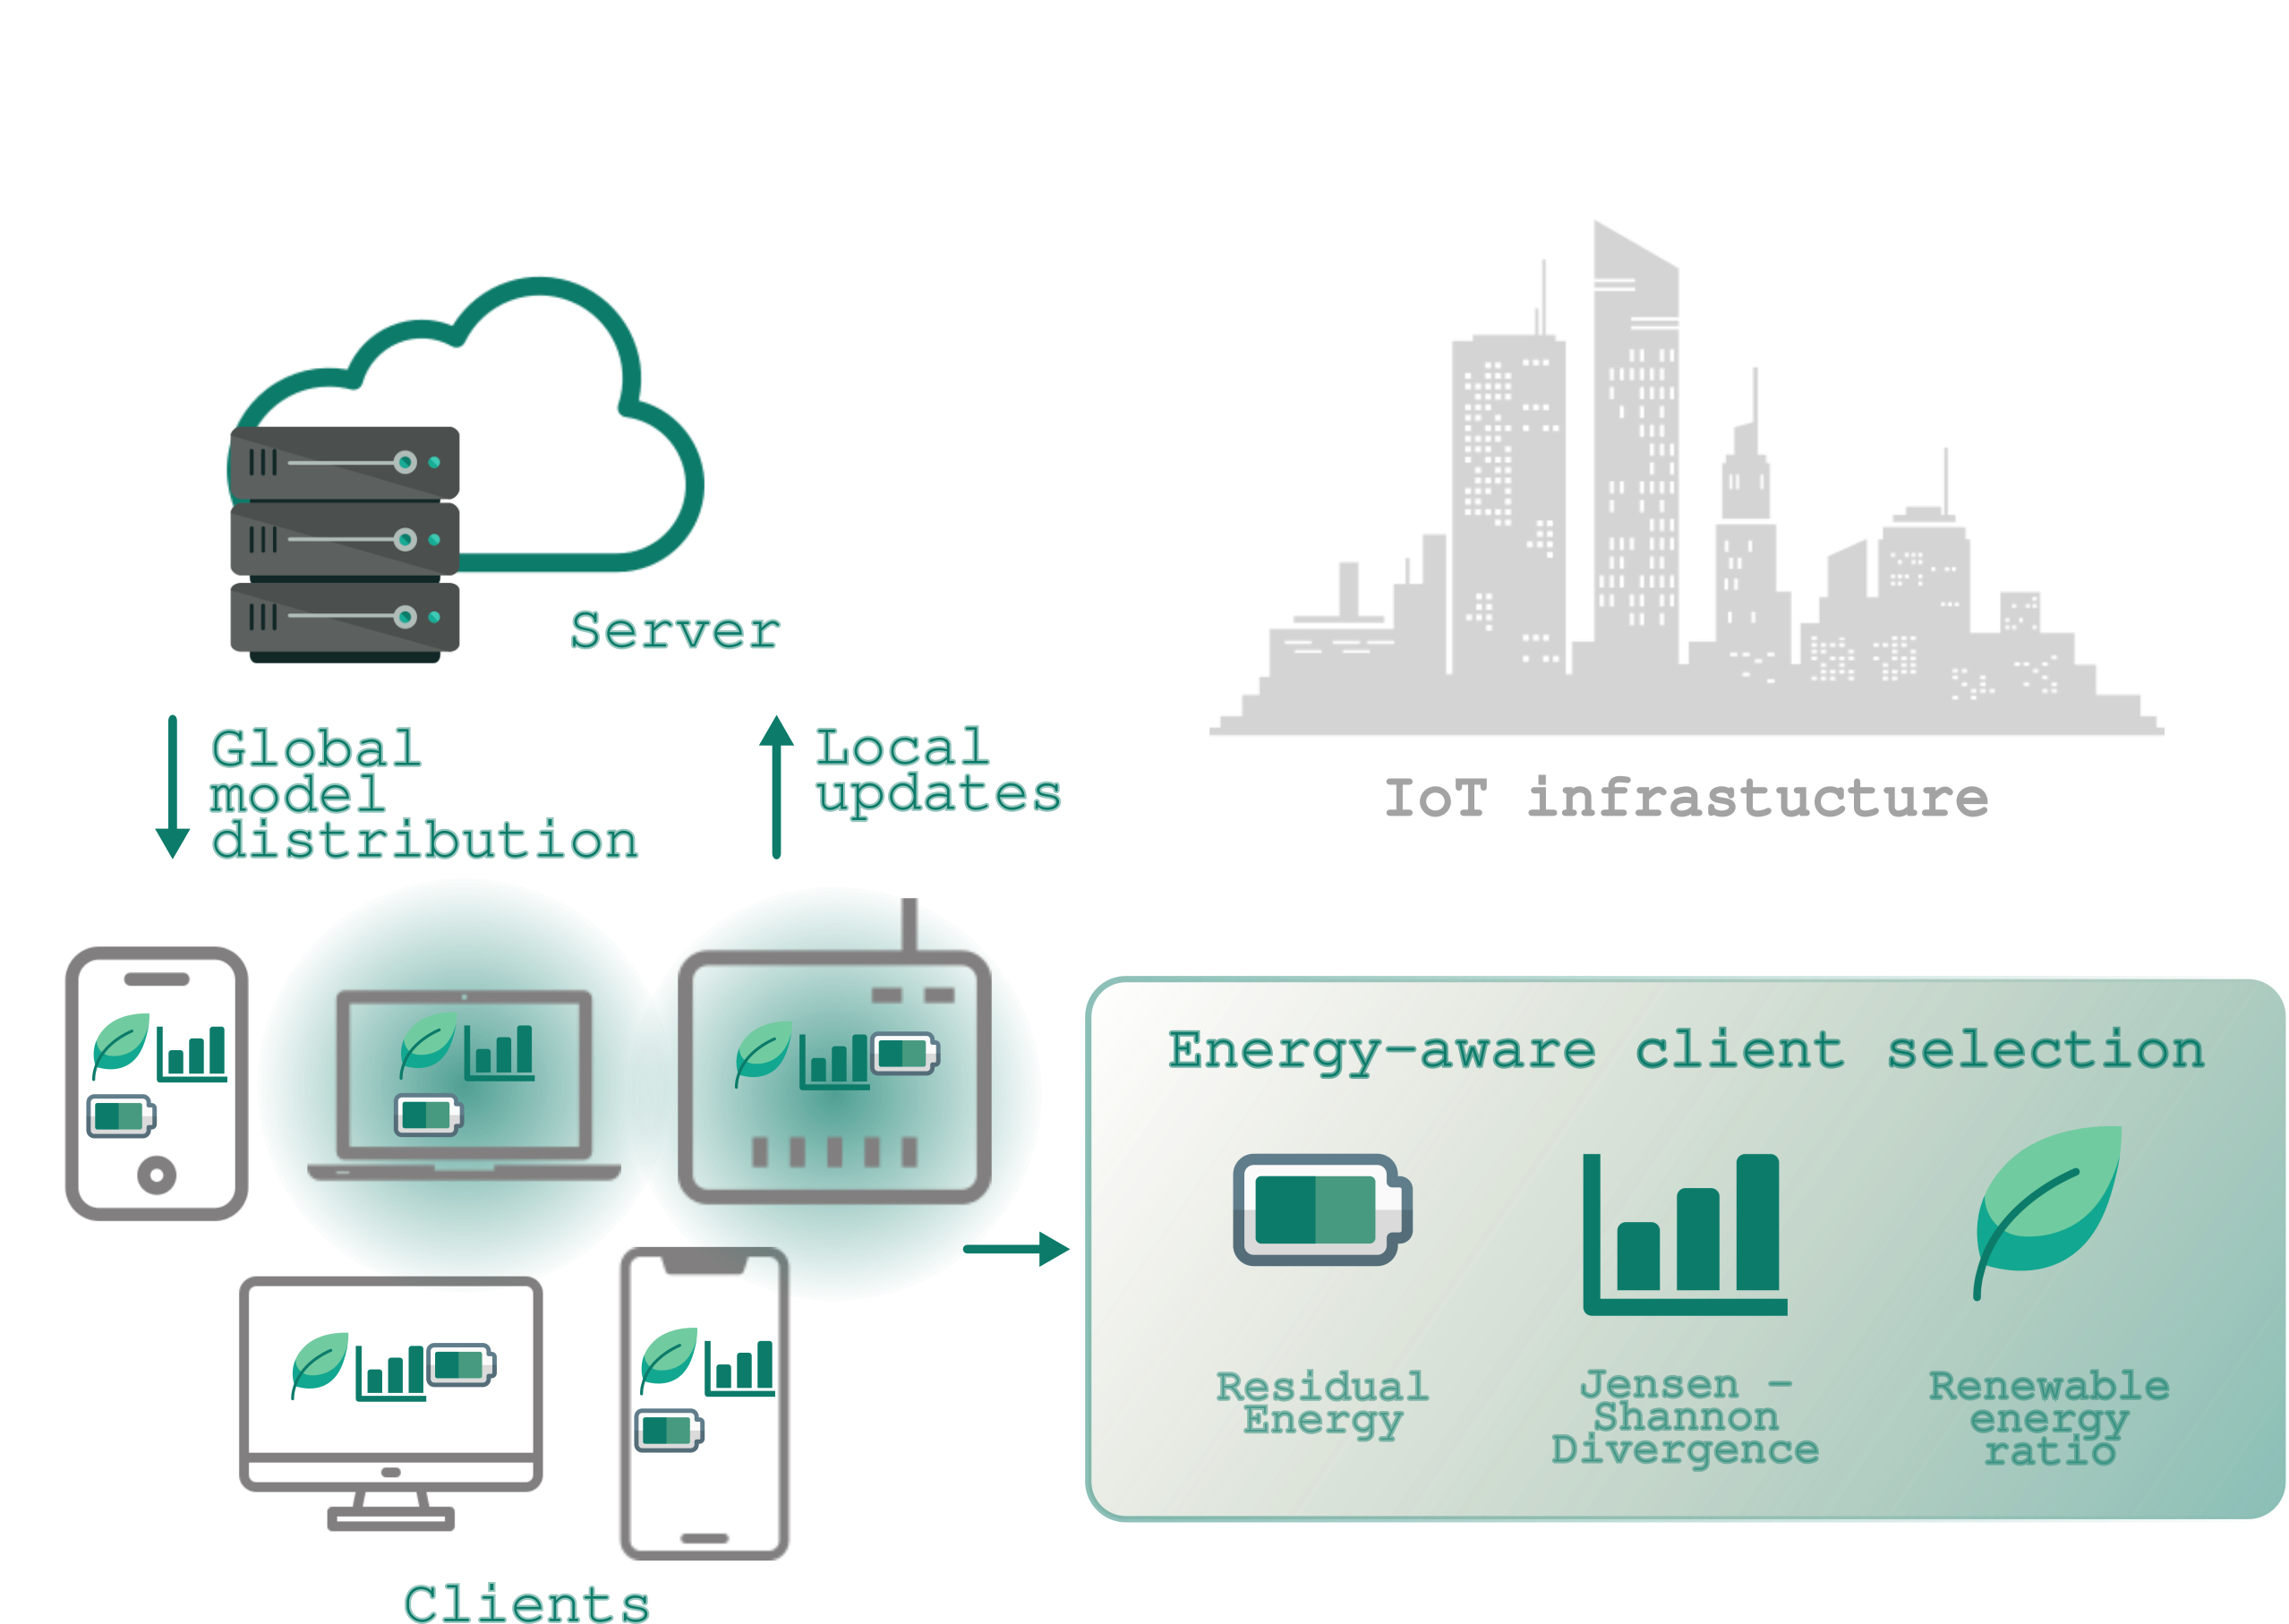 Server
Global
model
distribution
Local
updates
IoT infrastucture
Energy-aware client selection
Residual
Energy
Jensen –
Shannon
Divergence
Renewable
energy
ratio
Clients